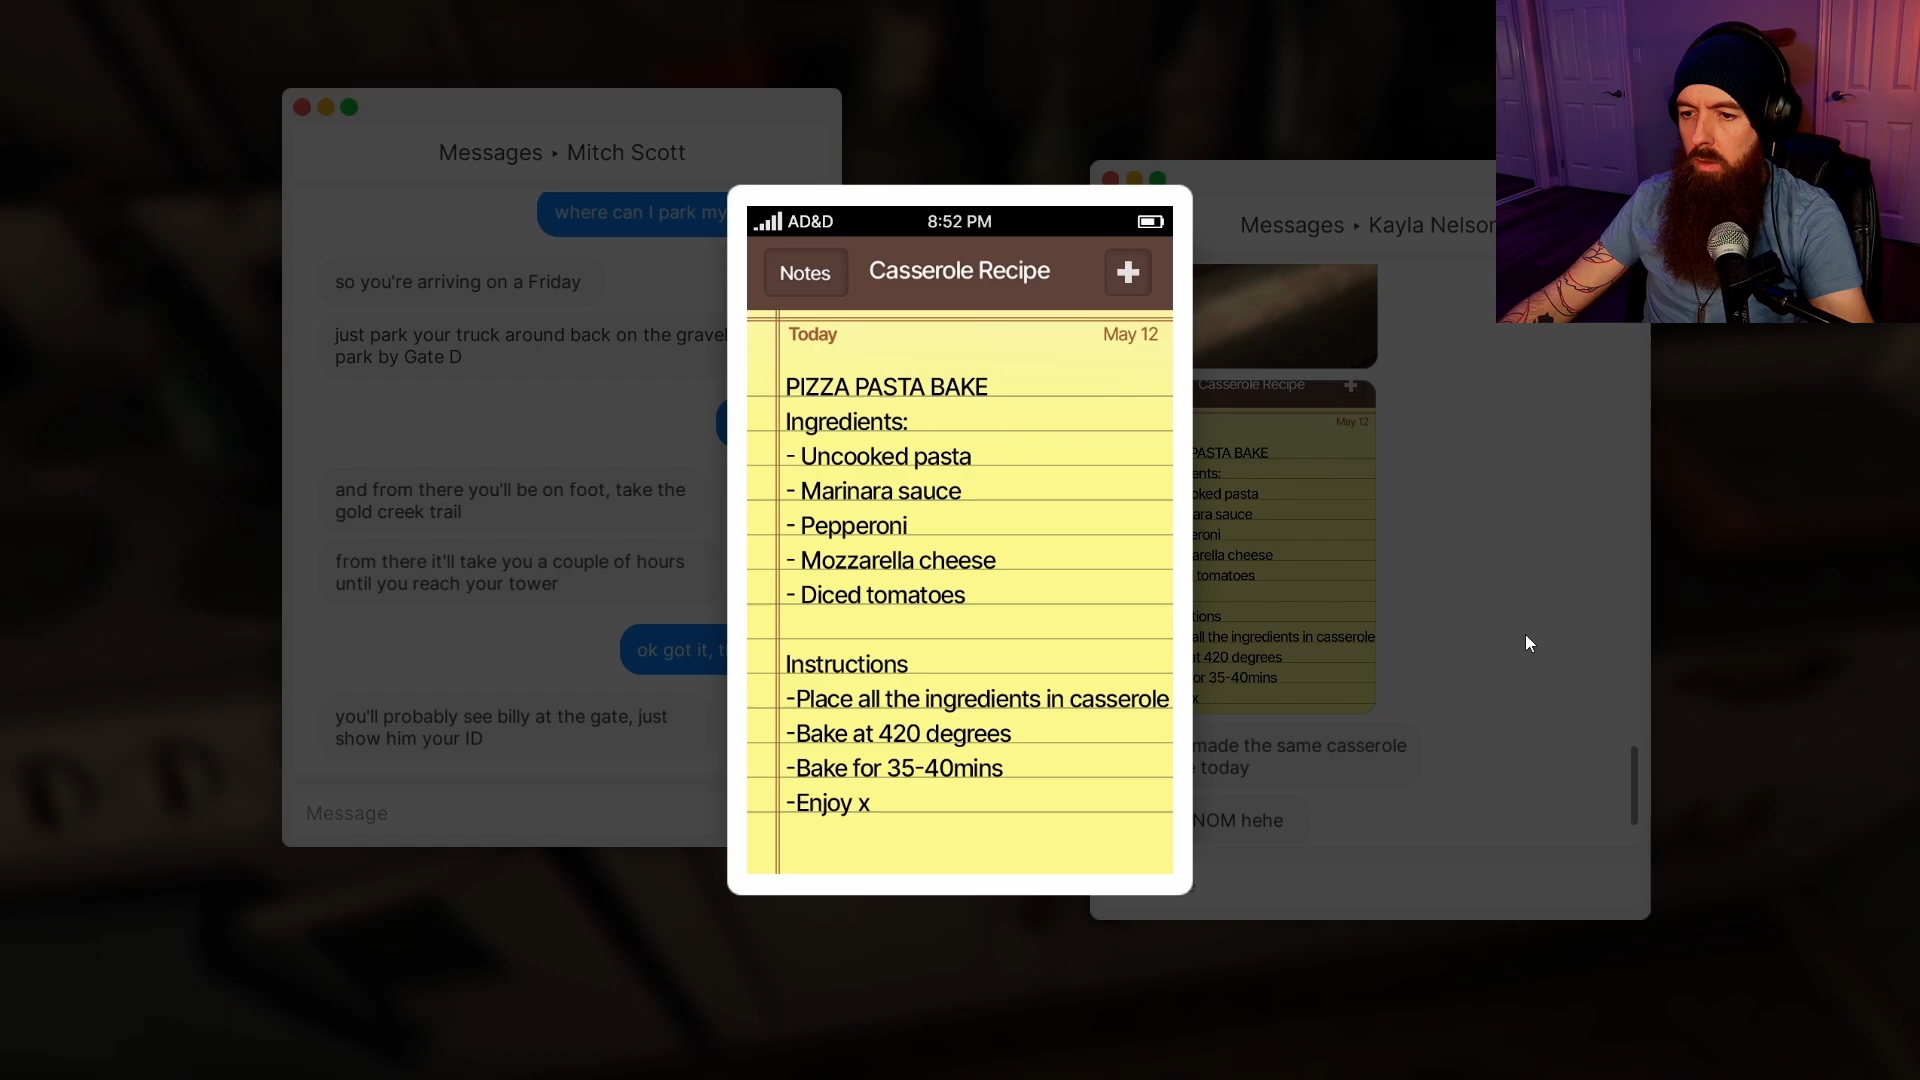 Messages ▸ Mitch Scott
where can I park my
so you're arriving on a Friday
just park your truck around back on the gravel
park by Gate D
and from there you'll be on foot, take the
gold creek trail
from there it'll take you a couple of hours
until you reach your tower
ok got it,
you'll probably see billy at the gate, just
show him your ID
Message
AD&D
8:52 PM
Notes
Casserole Recipe
Today
May 12
PIZZA PASTA BAKE
Ingredients:
- Uncooked pasta
- Marinara sauce
- Pepperoni
- Mozzarella cheese
- Diced tomatoes
Instructions
-Place all the ingredients in casserole
-Bake at 420 degrees
-Bake for 35-40mins
-Enjoy x
Messages ▸ Kayla Nelson
Casserole Recipe
May 12
PASTA BAKE
ents:
oked pasta
ara sauce
eroni
arella cheese
tomatoes
tions
all the ingredients in casserole
at 420 degrees
or 35-40mins
x
made the same casserole
today
NOM hehe